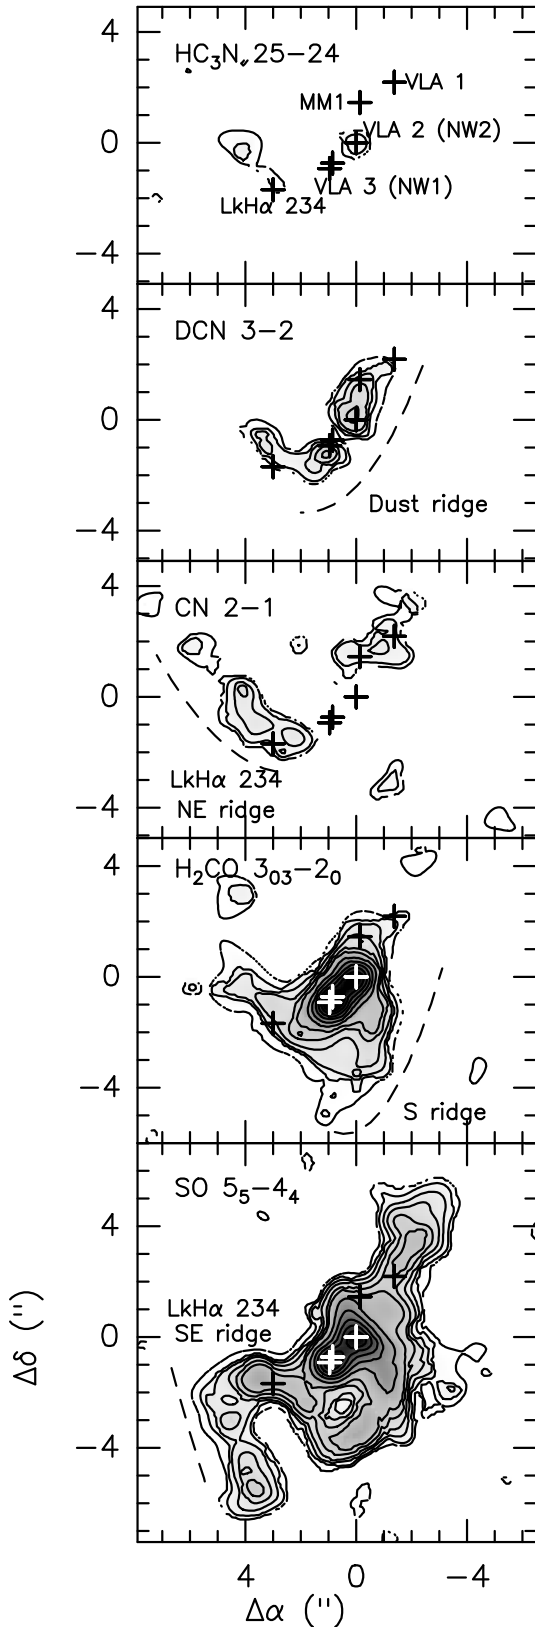 HC3N, 25−24
4
VLA 1
MM1
VLA 2 (NW2)
0
VLA 3 (NW1)
LkHα 234
−4
4
DCN 3−2
0
Dust ridge
−4
4
CN 2−1
0
LkHα 234
NE ridge
−4
4
H2CO 303−20
0
−4
S ridge
SO 55−44
4
LkHα 234
SE ridge
0
−4
Δδ ('')
4 0 −4
Δα ('')